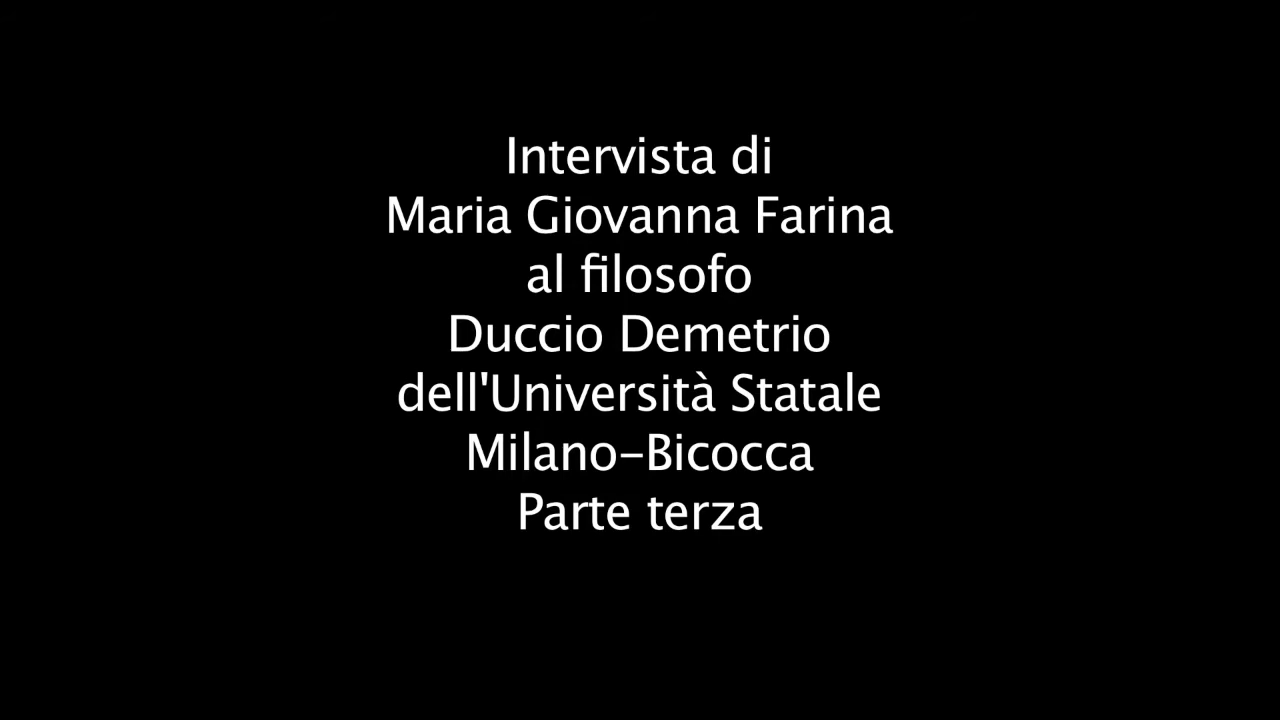 Intervista di
Maria Giovanna Farina
al filosofo
Duccio Demetrio
dell'Università Statale
Milano-Bicocca
Parte terza